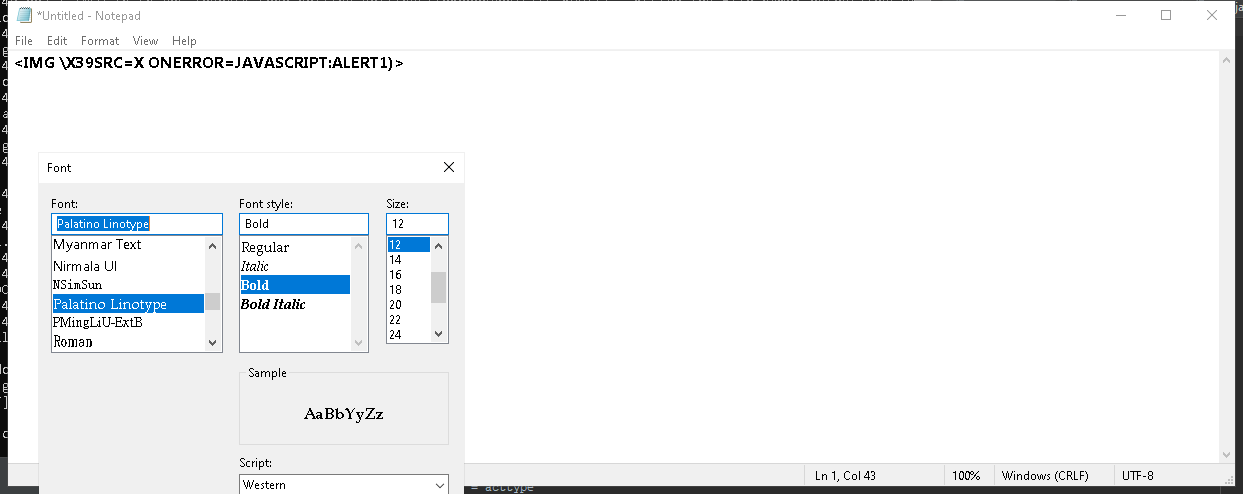 *Untitled - Notepad
File Edit Format View Help
<IMG \X39SRC=X ONERROR=JAVASCRIPT:ALERT1)>
Font
Font: Font style: Size:
Palatino Linotype Bold 12
Myanmar Text Regular 12
Nirmala UI Italic 14
NSimSun Bold 16
Palatino Linotype Bold Italic 18
PMingLiU-ExtB 20
Roman 22
24
Sample
AaBbYyZz
Script:
Western
Ln 1, Col 43 100% Windows (CRLF) UTF-8
= acctype